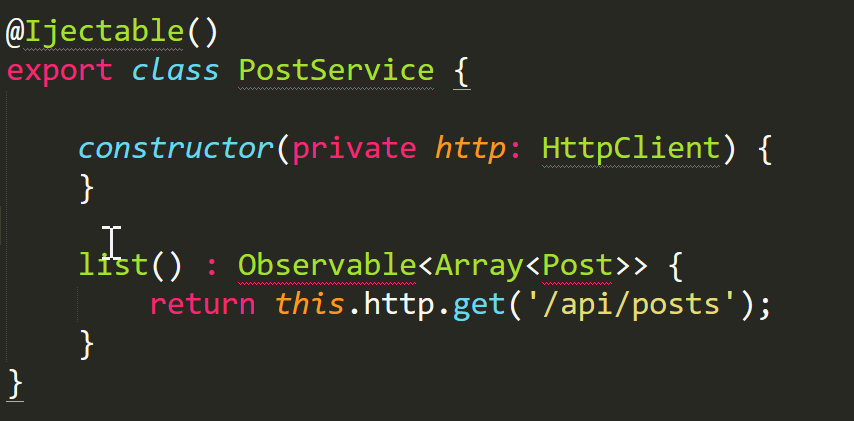 @Ijectable()
export class PostService {
constructor(private http: HttpClient) {
}
list() : Observable<Array<Post>> {
return this.http.get('/api/posts');
}
}